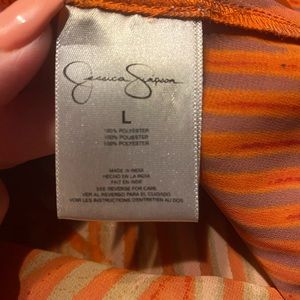 Jessica Simpson
L
100% POLYESTER
100% POLYESTER
100% POLYESTER
MADE IN INDIA
HECHO EN LA INDIA
FAIT EN INDE
SEE REVERSE FOR CARE
VER AL REVERSO PARA EL CUIDADO
VOIR LES INSTRUCTIONS D'ENTRETIEN AU DOS